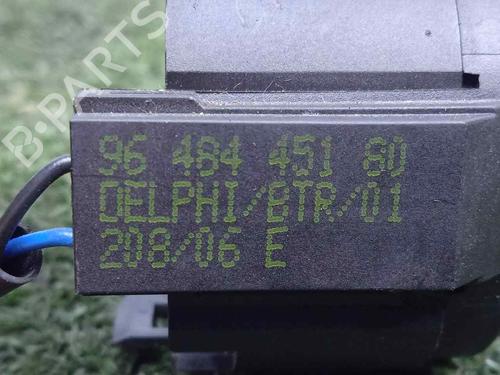 B-PARTS
96 484 451 80
DELPHI/BTR/01
208/06 E